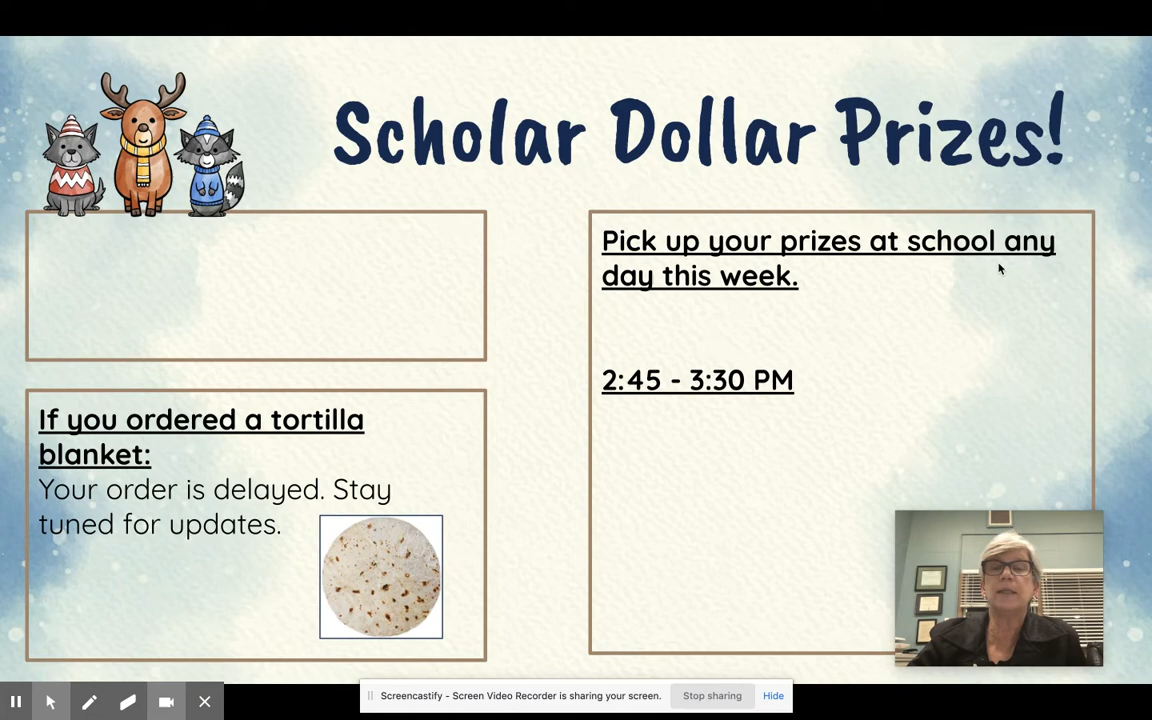 Scholar Dollar Prizes!
Pick up your prizes at school any
day this week.
2:45 - 3:30 PM
If you ordered a tortilla
blanket:
Your order is delayed. Stay
tuned for updates.
Screencastify - Screen Video Recorder is sharing your screen.
Stop sharing
Hide